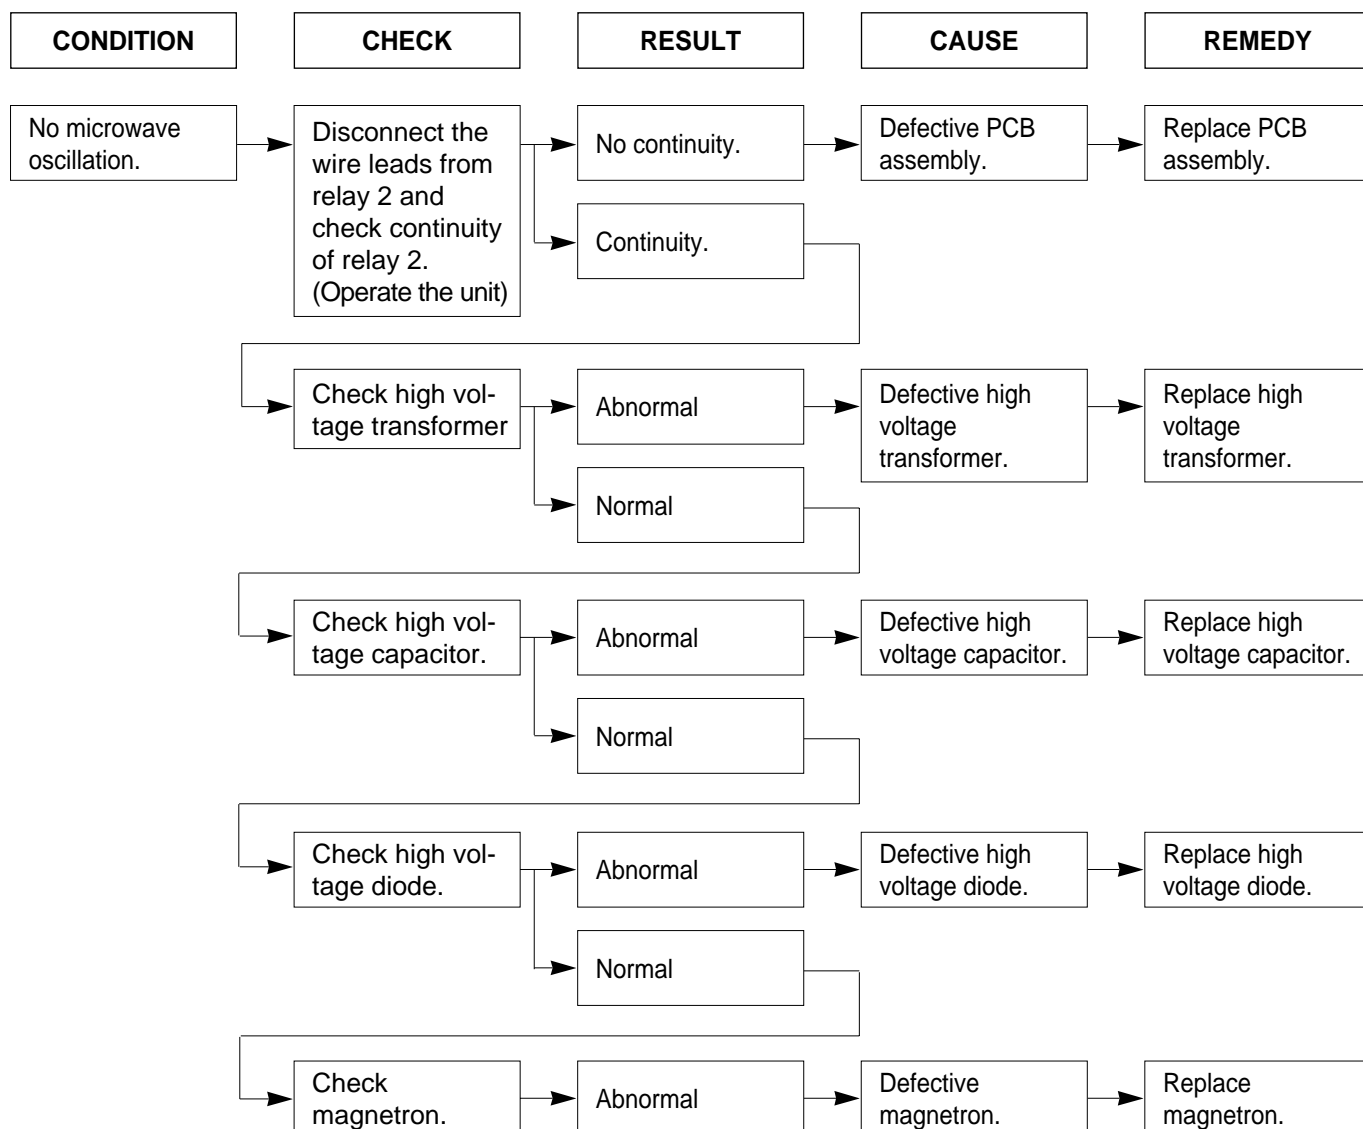 CONDITION
CHECK
RESULT
CAUSE
REMEDY
No microwave
oscillation.
Disconnect the
wire leads from
relay 2 and
check continuity
of relay 2.
(Operate the unit)
No continuity.
Defective PCB
assembly.
Replace PCB
assembly.
Continuity.
Check high vol-
tage transformer
Abnormal
Defective high
voltage
transformer.
Replace high
voltage
transformer.
Normal
Check high vol-
tage capacitor.
Abnormal
Defective high
voltage capacitor.
Replace high
voltage capacitor.
Normal
Check high vol-
tage diode.
Abnormal
Defective high
voltage diode.
Replace high
voltage diode.
Normal
Check
magnetron.
Abnormal
Defective
magnetron.
Replace
magnetron.